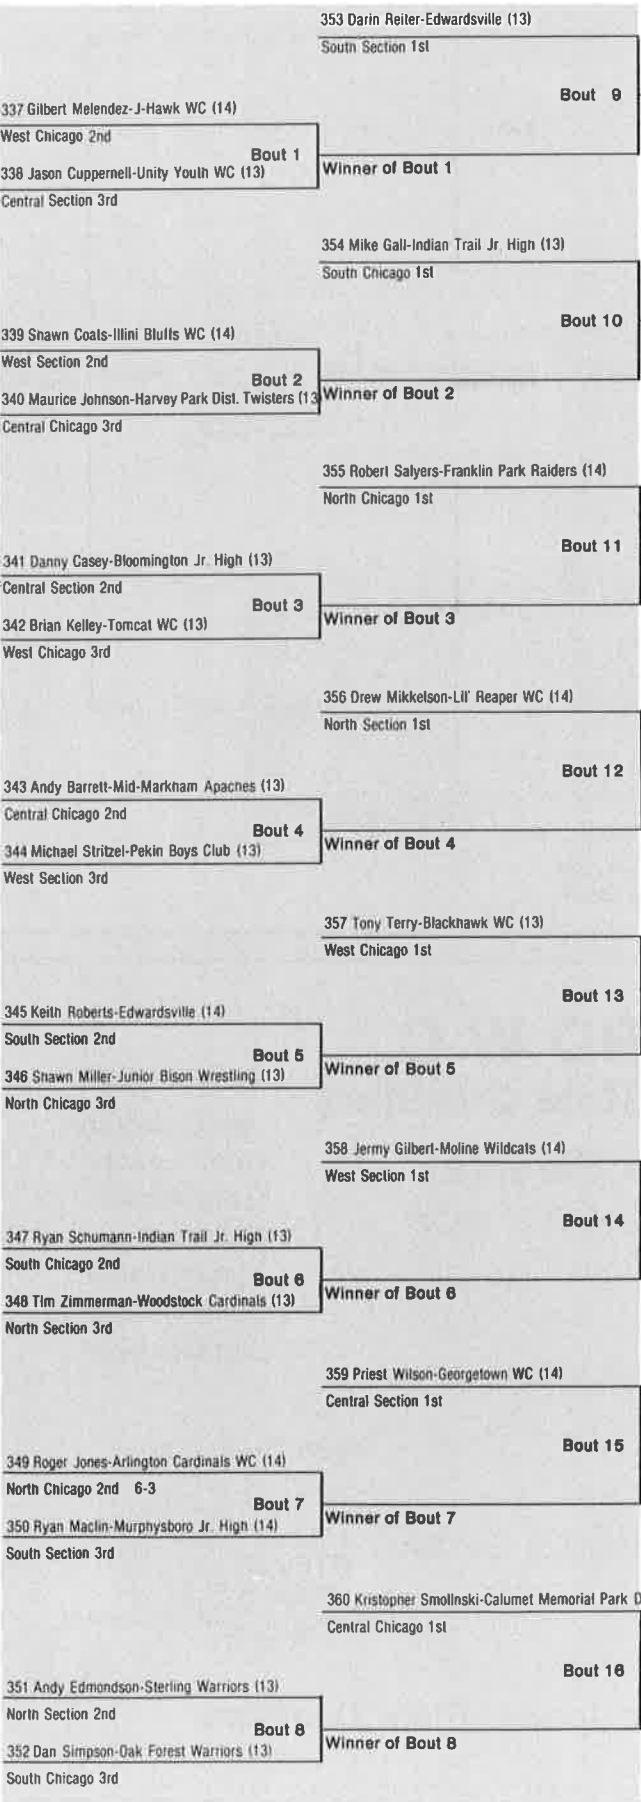 353 Darin Reiter-Edwardsville (13)
South Section 1st
Bout 9
337 Gilbert Melendez-J-Hawk WC (14)
West Chicago 2nd
Bout 1
338 Jason Cuppernell-Unity Youth WC (13)
Central Section 3rd
Winner of Bout 1
354 Mike Gall-Indian Trail Jr. High (13)
South Chicago 1st
Bout 10
339 Shawn Coats-Illini Bluffs WC (14)
West Section 2nd
Bout 2
340 Maurice Johnson-Harvey Park Dist. Twisters (13
Central Chicago 3rd
Winner of Bout 2
355 Robert Salyers-Franklin Park Raiders (14)
North Chicago 1st
Bout 11
341 Danny Casey-Bloomington Jr. High (13)
Central Section 2nd
Bout 3
342 Brian Kelley-Tomcat WC (13)
West Chicago 3rd
Winner of Bout 3
356 Drew Mikkelson-Lil' Reaper WC (14)
North Section 1st
Bout 12
343 Andy Barrett-Mid-Markham Apaches (13)
Central Chicago 2nd
Bout 4
344 Michael Stritzel-Pekin Boys Club (13)
West Section 3rd
Winner of Bout 4
357 Tony Terry-Blackhawk WC (13)
West Chicago 1st
Bout 13
345 Keith Roberts-Edwardsville (14)
South Section 2nd
Bout 5
346 Shawn Miller-Junior Bison Wrestling (13)
North Chicago 3rd
Winner of Bout 5
358 Jermy Gilbert-Moline Wildcats (14)
West Section 1st
Bout 14
347 Ryan Schumann-Indian Trail Jr. High (13)
South Chicago 2nd
Bout 6
348 Tim Zimmerman-Woodstock Cardinals (13)
North Section 3rd
Winner of Bout 6
359 Priest Wilson-Georgetown WC (14)
Central Section 1st
Bout 15
349 Roger Jones-Arlington Cardinals WC (14)
North Chicago 2nd 6-3
Bout 7
350 Ryan Maclin-Murphysboro Jr. High (14)
South Section 3rd
Winner of Bout 7
360 Kristopher Smolinski-Calumet Memorial Park D
Central Chicago 1st
Bout 16
351 Andy Edmondson-Sterling Warriors (13)
North Section 2nd
Bout 8
352 Dan Simpson-Oak Forest Warriors (13)
South Chicago 3rd
Winner of Bout 8